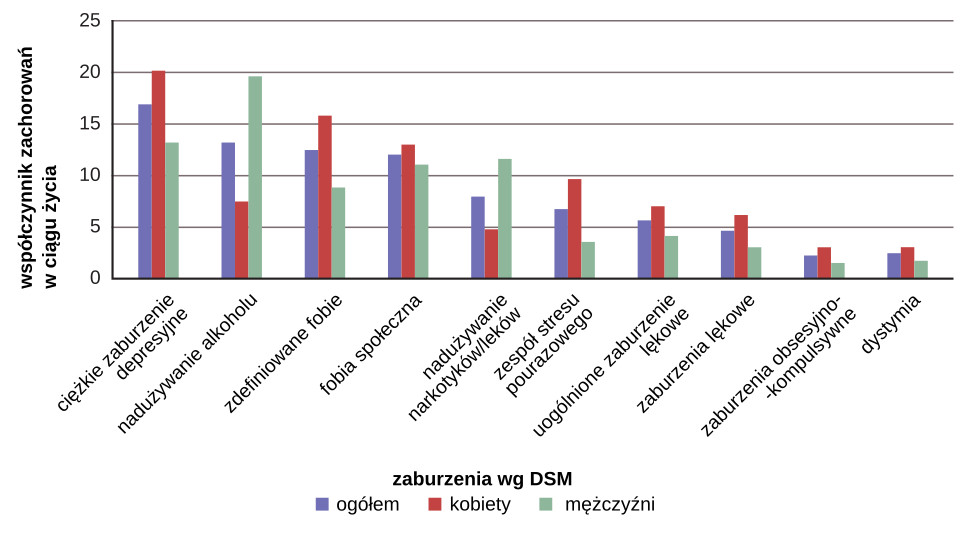 współczynnik zachorowań
w ciągu życia
25
20
15
10
5
0
ciężkie zaburzenie
depresyjne
nadużywanie alkoholu
zdefiniowane fobie
fobia społeczna
nadużywanie
narkotyków/leków
zespół stresu
pourazowego
uogólnione zaburzenie
lękowe
zaburzenia lękowe
zaburzenia obsesyjno-
-kompulsywne
dystymia
zaburzenia wg DSM
ogółem kobiety mężczyźni